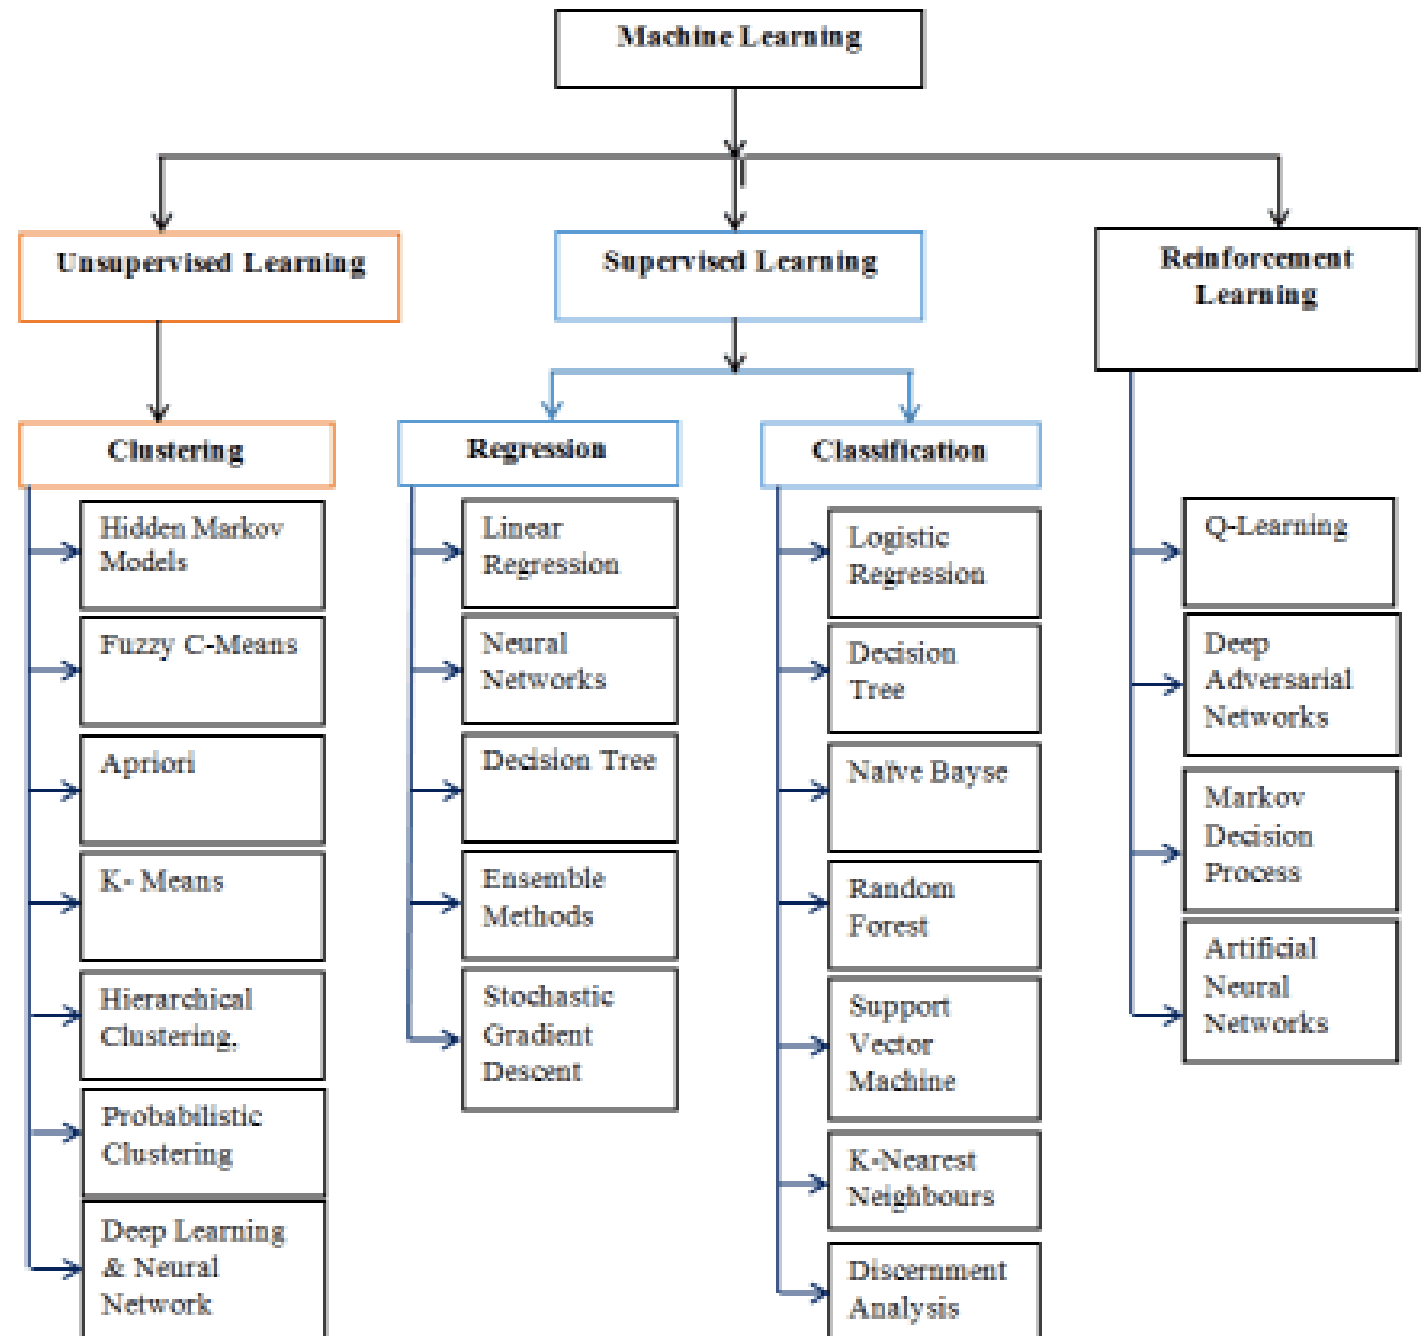 Machine Learning
Unsupervised Learning
Supervised Learning
Reinforcement
Learning
Clustering
Hidden Markov
Models
Fuzzy C-Means
Apriori
K- Means
Hierarchical
Clustering.
Probabilistic
Clustering
Deep Learning
& Neural
Network
Regression
Linear
Regression
Neural
Networks
Decision Tree
Ensemble
Methods
Stochastic
Gradient
Descent
Classification
Logistic
Regression
Decision
Tree
Naïve Bayse
Random
Forest
Support
Vector
Machine
K-Nearest
Neighbours
Discernment
Analysis
Q-Learning
Deep
Adversarial
Networks
Markov
Decision
Process
Artificial
Neural
Networks